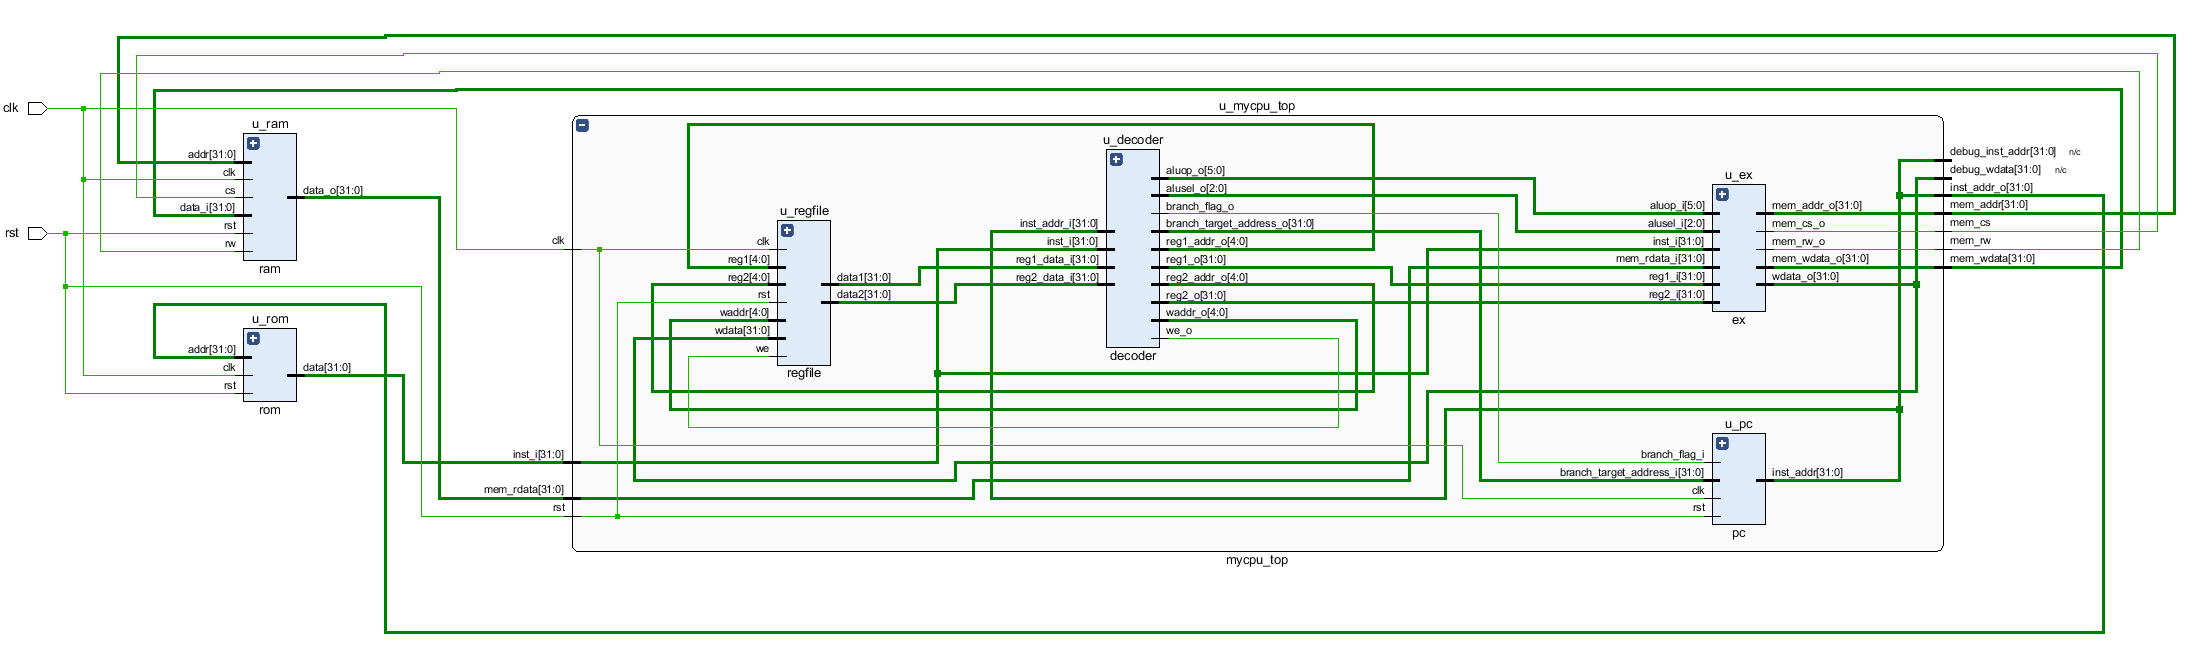 clk
rst
u_ram
addr[31:0]
clk
cs
data_i[31:0]
rst
rw
data_o[31:0]
ram
u_rom
addr[31:0]
clk
rst
data[31:0]
rom
u_mycpu_top
clk
inst_i[31:0]
mem_rdata[31:0]
rst
u_regfile
clk
reg1[4:0]
reg2[4:0]
rst
waddr[4:0]
wdata[31:0]
we
data1[31:0]
data2[31:0]
regfile
u_decoder
inst_addr_i[31:0]
inst_i[31:0]
reg1_data_i[31:0]
reg2_data_i[31:0]
aluop_o[5:0]
alusel_o[2:0]
branch_flag_o
branch_target_address_o[31:0]
reg1_addr_o[4:0]
reg1_o[31:0]
reg2_addr_o[4:0]
reg2_o[31:0]
waddr_o[4:0]
we_o
decoder
u_ex
aluop_i[5:0]
alusel_i[2:0]
inst_i[31:0]
mem_rdata_i[31:0]
reg1_i[31:0]
reg2_i[31:0]
mem_addr_o[31:0]
mem_cs_o
mem_rw_o
mem_wdata_o[31:0]
wdata_o[31:0]
ex
u_pc
branch_flag_i
branch_target_address_i[31:0]
clk
rst
inst_addr[31:0]
pc
debug_inst_addr[31:0] n/c
debug_wdata[31:0] n/c
inst_addr_o[31:0]
mem_addr[31:0]
mem_cs
mem_rw
mem_wdata[31:0]
mycpu_top